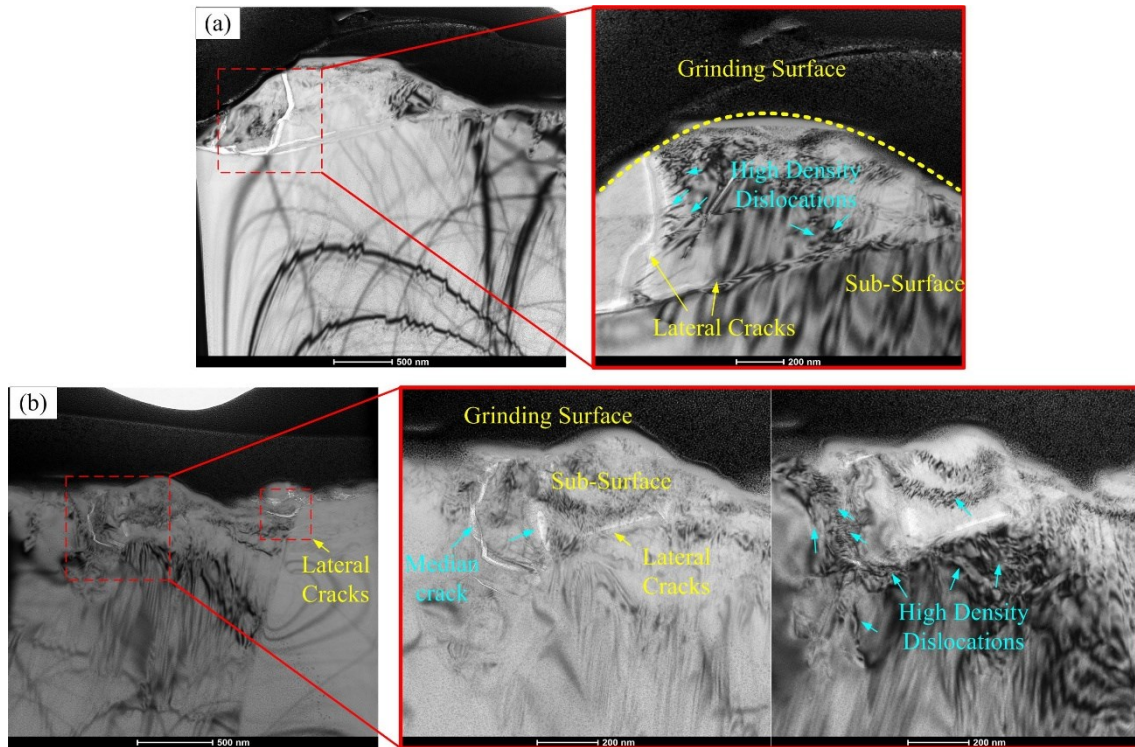 (a)
Grinding Surface
High Density
Dislocations
Sub-Surface
Lateral Cracks
500 nm
200 nm
(b)
Grinding Surface
Sub-Surface
Median
crack
Lateral
Cracks
Lateral
Cracks
High Density
Dislocations
500 nm
200 nm
200 nm